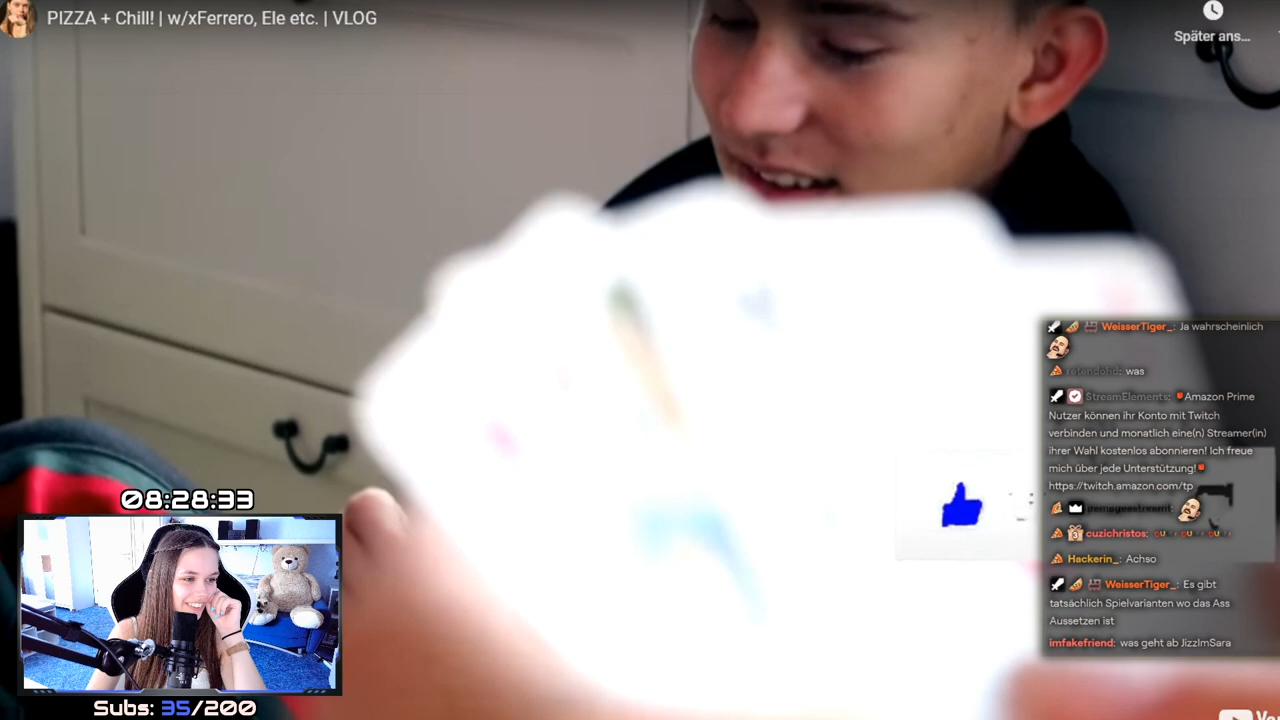 PIZZA + Chill! | w/xFerrero, Ele etc. | VLOG
Später ans...
WeisserTiger_: Ja wahrscheinlich
was
StreamElements: Amazon Prime
Nutzer können ihr Konto mit Twitch
verbinden und monatlich eine(n) Streamer(in)
ihrer Wahl kostenlos abonnieren! Ich freue
mich über jede Unterstützung!
https://twitch.amazon.com/tp
cuzichristos:
Hackerin_: Achso
WeisserTiger_: Es gibt
tatsächlich Spielvarianten wo das Ass
Aussetzen ist
imfakefriend: was geht ab JizzImSara
08:28:33
Subs: 35/200